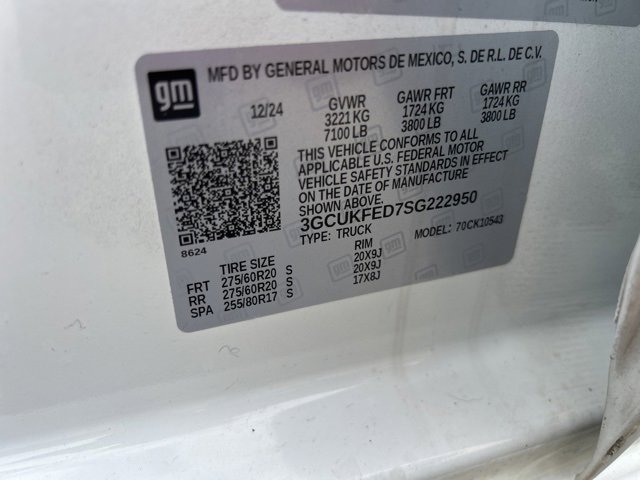 gm
MFD BY GENERAL MOTORS DE MEXICO, S. DE R.L. DE C.V.
12/24 GVWR GAWR FRT GAWR RR
3221 KG 1724 KG 1724 KG
7100 LB 3800 LB 3800 LB
THIS VEHICLE CONFORMS TO ALL
APPLICABLE U.S. FEDERAL MOTOR
VEHICLE SAFETY STANDARDS IN EFFECT
ON THE DATE OF MANUFACTURE
SHOWN ABOVE.
3GCUKFED7SG222950
TYPE: TRUCK MODEL: 70CK10543
8624
TIRE SIZE RIM
FRT 275/60R20 S 20X9J
RR 275/60R20 S 20X9J
SPA 255/80R17 S 17X8J